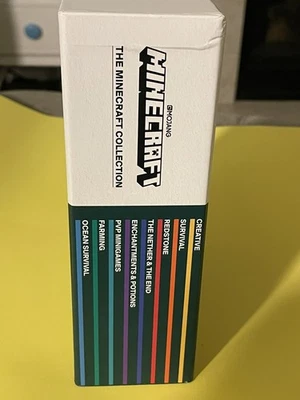 MOJANG
MINECRAFT
THE MINECRAFT COLLECTION
CREATIVE
SURVIVAL
REDSTONE
THE NETHER & THE END
ENCHANTMENTS & POTIONS
PVP MINIGAMES
FARMING
OCEAN SURVIVAL